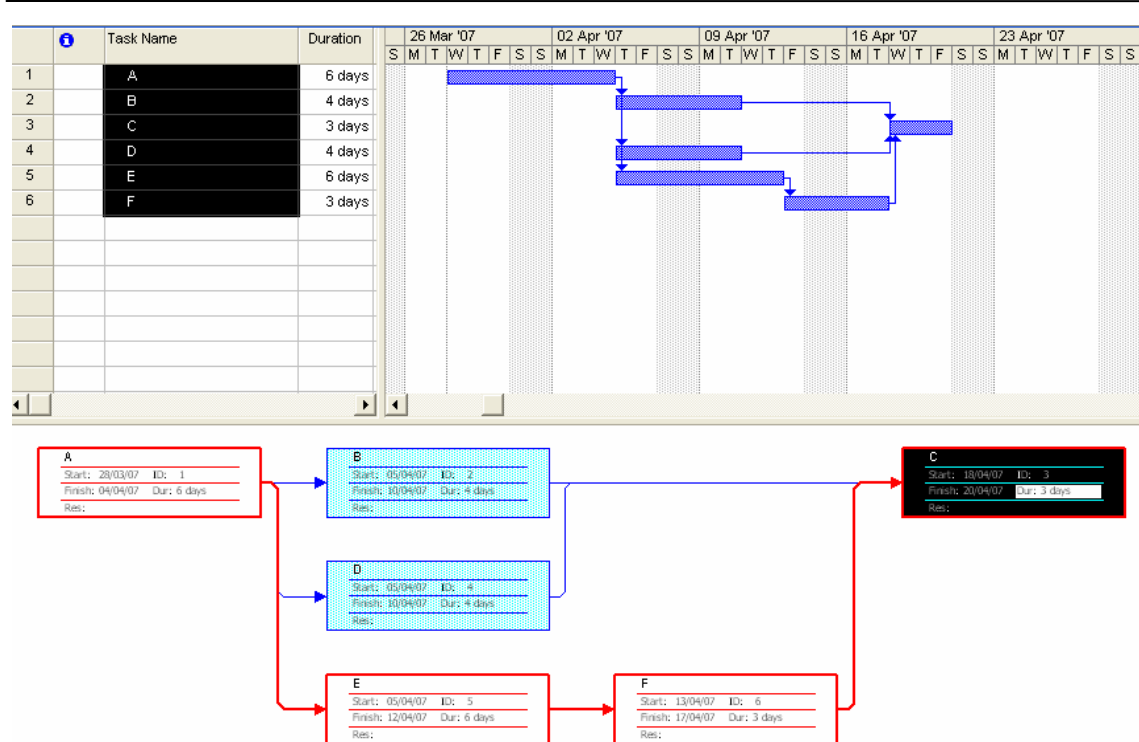 Task Name Duration 26 Mar '07 02 Apr '07 09 Apr '07 16 Apr '07 23 Apr '07
S M T W T F S S M T W T F S S M T W T F S S M T W T F S S M T W T F S S
1 A 6 days
2 B 4 days
3 C 3 days
4 D 4 days
5 E 6 days
6 F 3 days
A
Start: 28/03/07 ID: 1
Finish: 04/04/07 Dur: 6 days
Res:
B
Start: 05/04/07 ID: 2
Finish: 10/04/07 Dur: 4 days
Res:
C
Start: 18/04/07 ID: 3
Finish: 20/04/07 Dur: 3 days
Res:
D
Start: 05/04/07 ID: 4
Finish: 10/04/07 Dur: 4 days
Res:
E
Start: 05/04/07 ID: 5
Finish: 12/04/07 Dur: 6 days
Res:
F
Start: 13/04/07 ID: 6
Finish: 17/04/07 Dur: 3 days
Res: